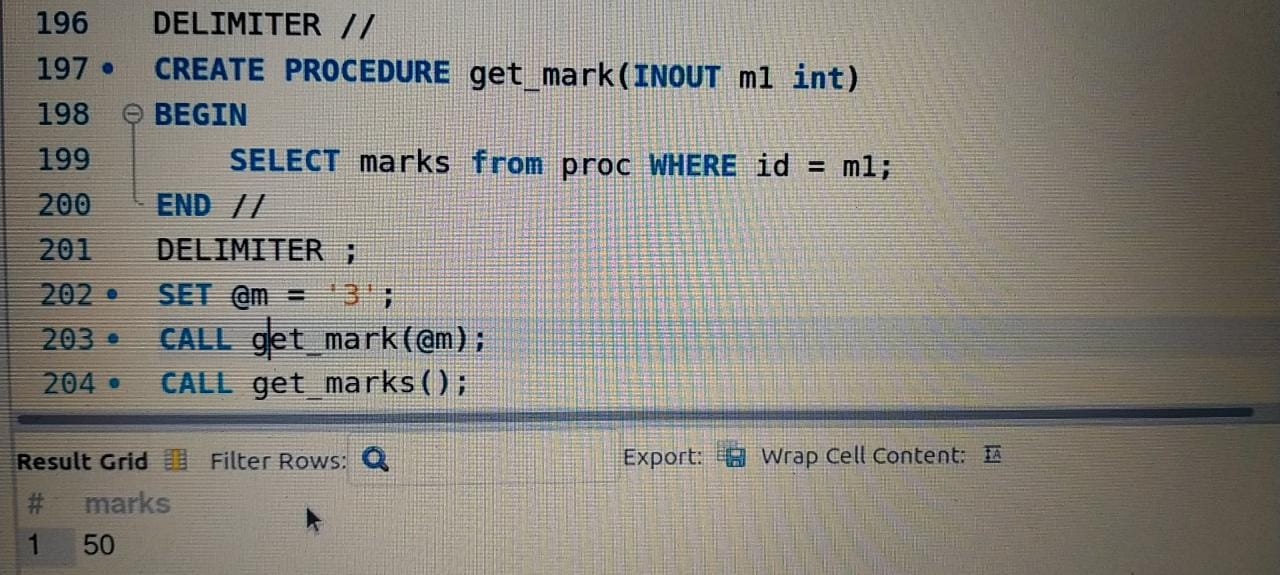 196 DELIMITER //
197 CREATE PROCEDURE get_mark(INOUT m1 int)
198 BEGIN
199 SELECT marks from proc WHERE id = m1;
200 END //
201 DELIMITER ;
202 SET @m = '3';
203 CALL get_mark(@m);
204 CALL get_marks();
Result Grid Filter Rows: Export: Wrap Cell Content:
# marks
1 50